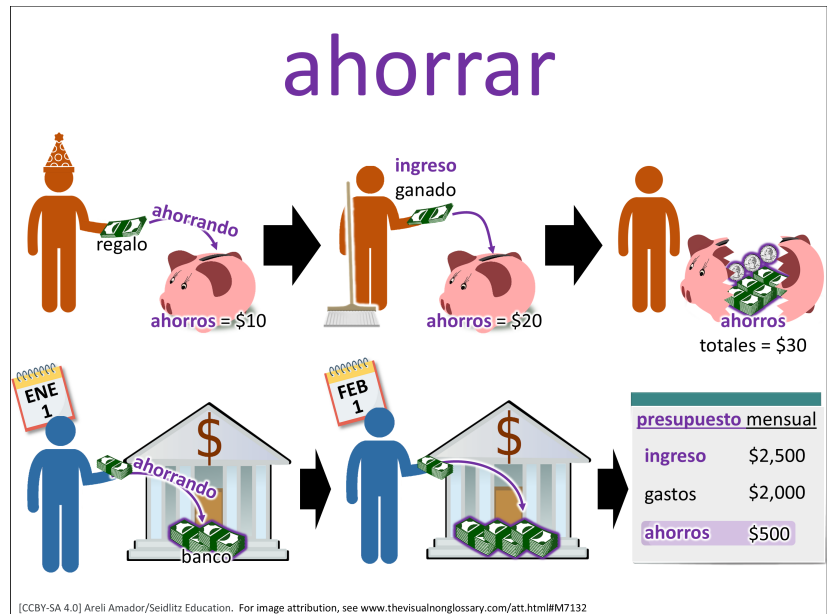 ahorrar
ahorrando
regalo
ahorros = $10
ingreso
ganado
ahorros = $20
ahorros
totales = $30
ENE
1
$
ahorrando
banco
FEB
1
$
presupuesto mensual
ingreso $2,500
gastos $2,000
ahorros $500
[CCBY-SA 4.0] Areli Amador/Seidlitz Education. For image attribution, see www.thevisualnonglossary.com/att.html#M7132